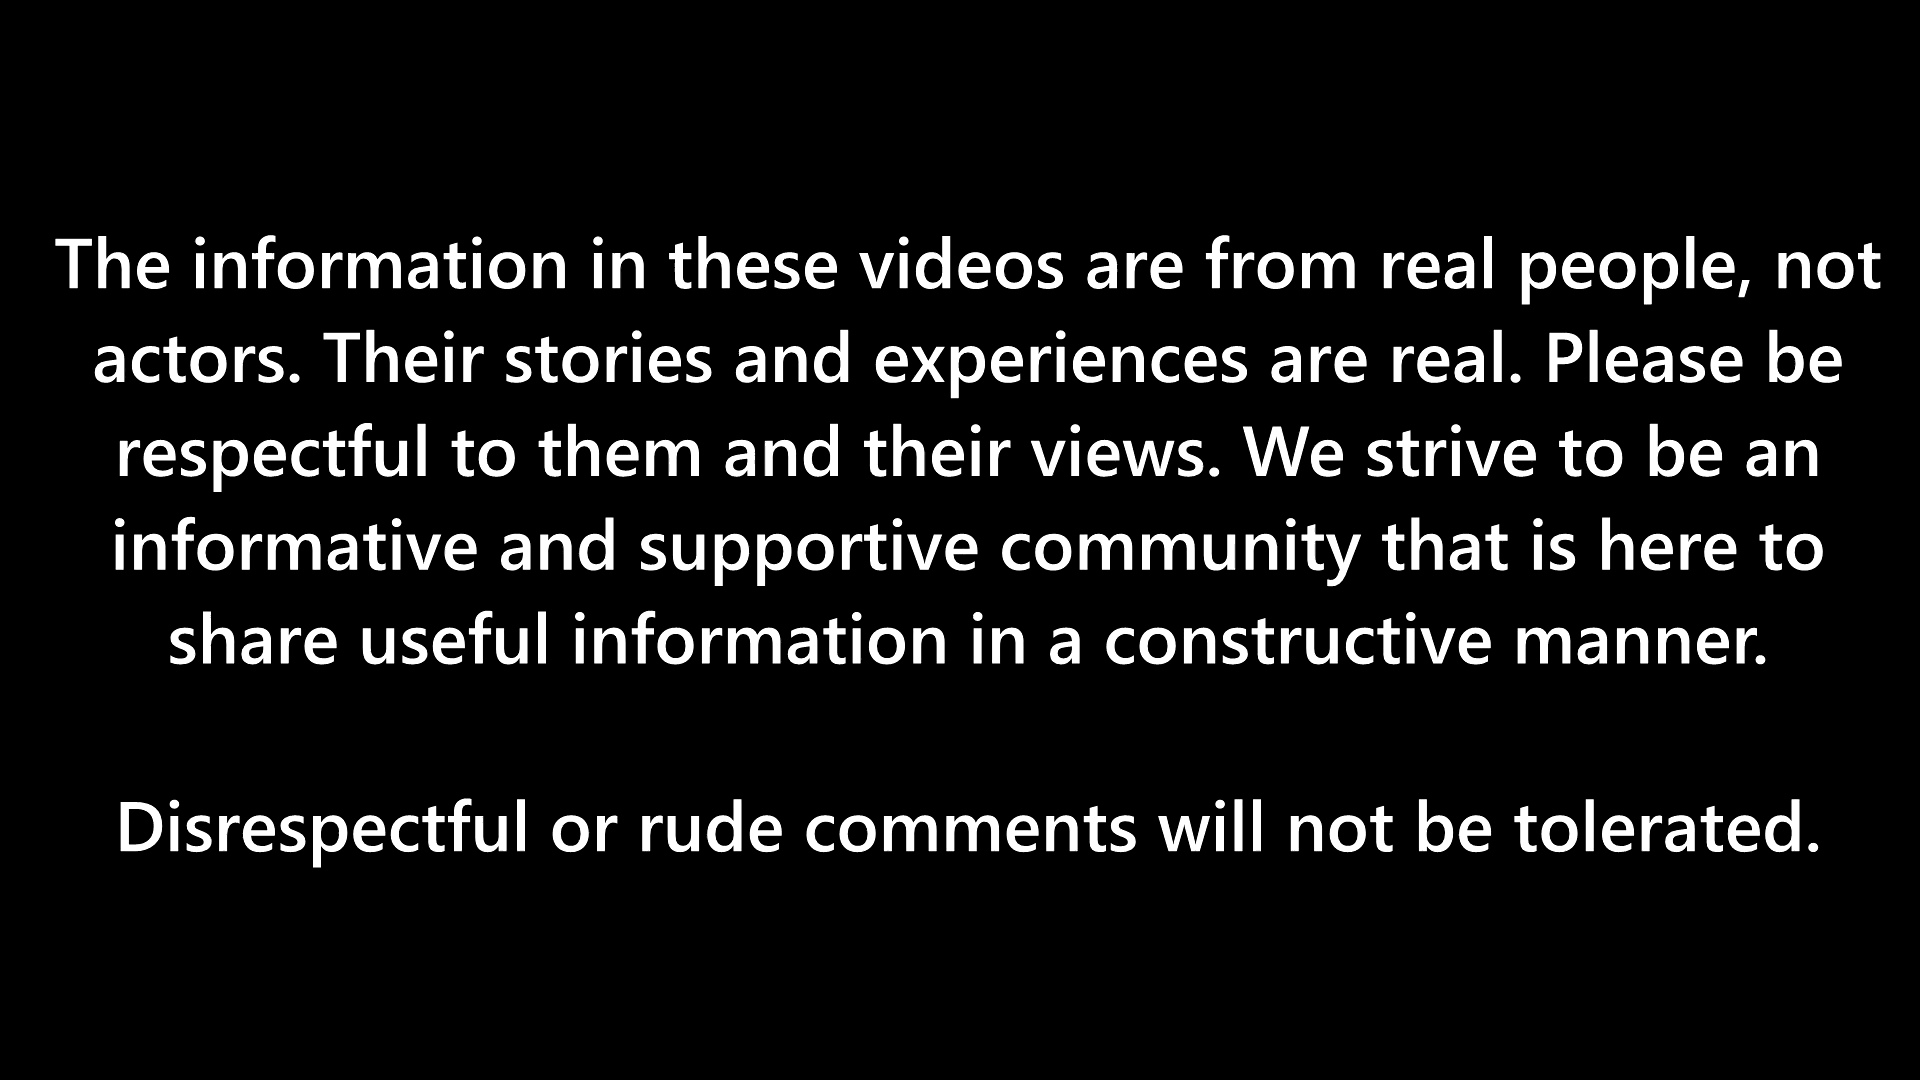 The information in these videos are from real people, not
actors. Their stories and experiences are real. Please be
respectful to them and their views. We strive to be an
informative and supportive community that is here to
share useful information in a constructive manner.
Disrespectful or rude comments will not be tolerated.